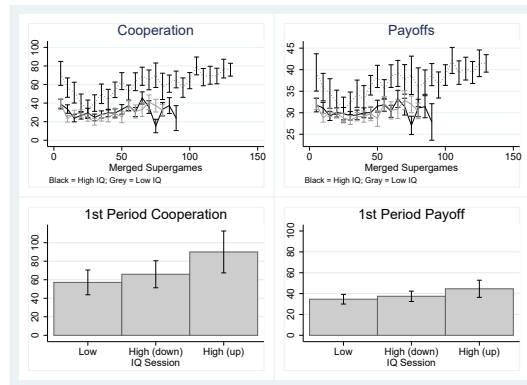 Cooperation
100
80
60
40
20
0
0 50 100 150
Merged Supergames
Black = High IQ; Grey = Low IQ
Payoffs
45
40
35
30
25
0 50 100 150
Merged Supergames
Black = High IQ; Gray = Low IQ
1st Period Cooperation
100
80
60
40
20
0
Low High (down) High (up)
IQ Session
1st Period Payoff
100
80
60
40
20
0
Low High (down) High (up)
IQ Session